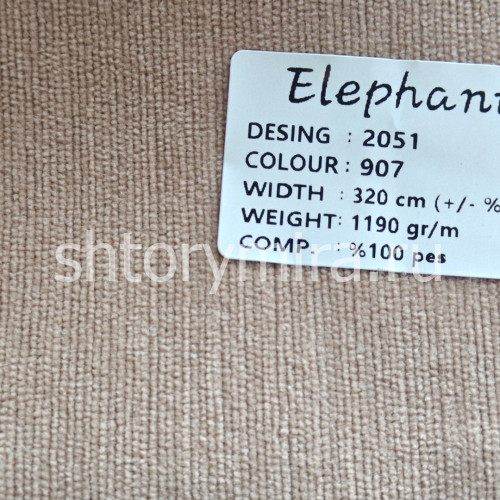 Elephant
DESING : 2051
COLOUR : 907
WIDTH : 320 cm (+/- %
WEIGHT: 1190 gr/m
COMP. : %100 pes
shtorymira.ru